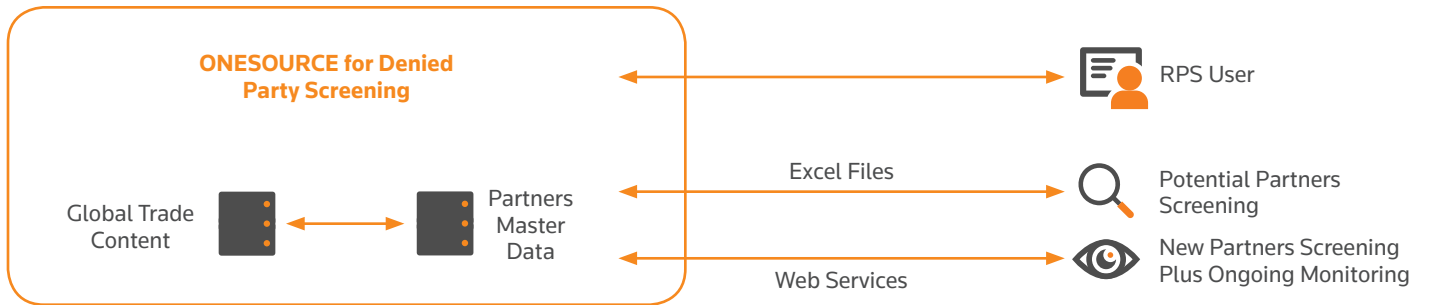 ONESOURCE for Denied
Party Screening
RPS User
Excel Files
Potential Partners
Screening
Global Trade
Content
Partners
Master
Data
Web Services
New Partners Screening
Plus Ongoing Monitoring